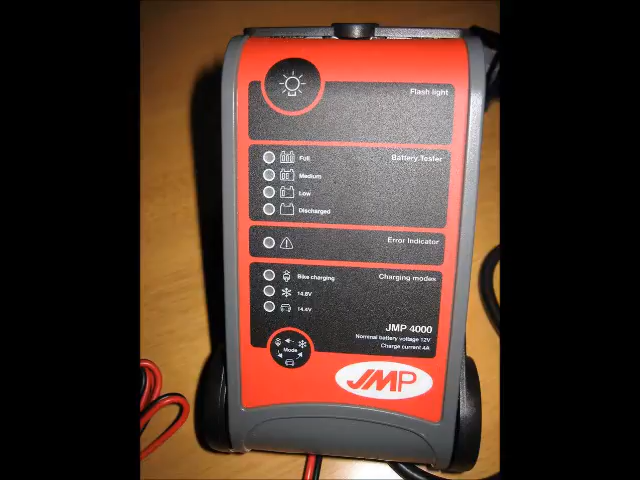 Flash light
Full
Battery Tester
Medium
Low
Discharged
Error Indicator
Bike charging
Charging modes
14.8V
14.4V
JMP 4000
Nominal battery voltage 12V
Charge current 4A
Mode
JMP